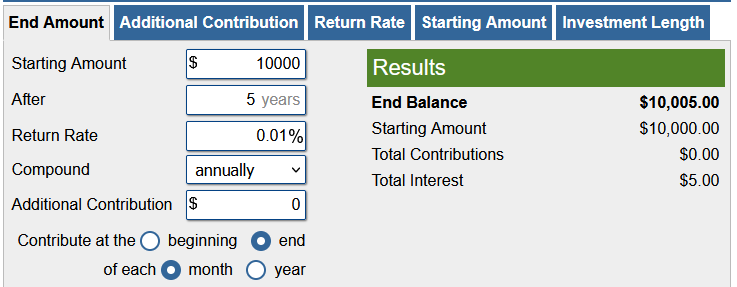 End Amount Additional Contribution Return Rate Starting Amount Investment Length
Starting Amount $ 10000
After 5 years
Return Rate 0.01%
Compound annually
Additional Contribution $ 0
Contribute at the beginning end
of each month year
Results
End Balance $10,005.00
Starting Amount $10,000.00
Total Contributions $0.00
Total Interest $5.00